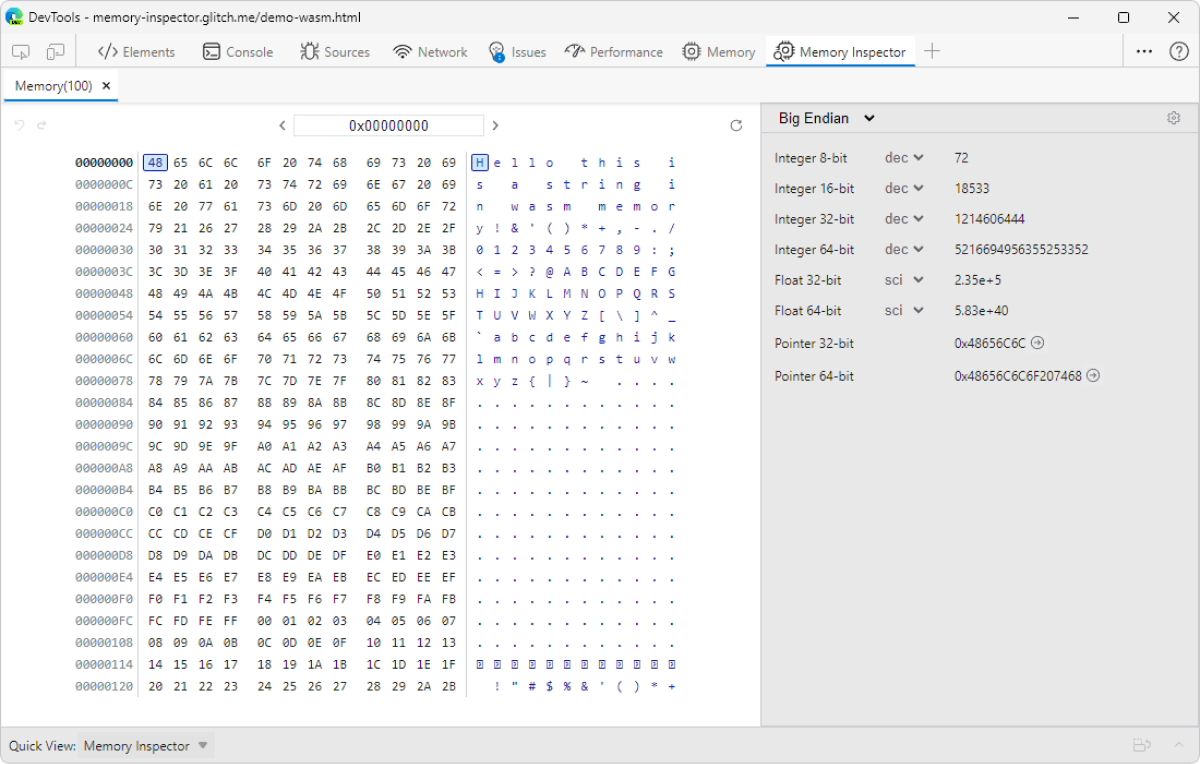 DevTools - memory-inspector.glitch.me/demo-wasm.html
Elements Console Sources Network Issues Performance Memory Memory Inspector
Memory(100)
0x00000000
Big Endian
00000000 48 65 6C 6C 6F 20 74 68 69 73 20 69 H e l l o t h i s i
0000000C 73 20 61 20 73 74 72 69 6E 67 20 69 s a s t r i n g i
00000018 6E 20 77 61 73 6D 20 6D 65 6D 6F 72 n w a s m m e m o r
00000024 79 21 26 27 28 29 2A 2B 2C 2D 2E 2F y ! & ' ( ) * + , - . /
00000030 30 31 32 33 34 35 36 37 38 39 3A 3B 0 1 2 3 4 5 6 7 8 9 : ;
0000003C 3C 3D 3E 3F 40 41 42 43 44 45 46 47 < = > ? @ A B C D E F G
00000048 48 49 4A 4B 4C 4D 4E 4F 50 51 52 53 H I J K L M N O P Q R S
00000054 54 55 56 57 58 59 5A 5B 5C 5D 5E 5F T U V W X Y Z [ \ ] ^ _
00000060 60 61 62 63 64 65 66 67 68 69 6A 6B ` a b c d e f g h i j k
0000006C 6C 6D 6E 6F 70 71 72 73 74 75 76 77 l m n o p q r s t u v w
00000078 78 79 7A 7B 7C 7D 7E 7F 80 81 82 83 x y z { | } ~ . . . .
00000084 84 85 86 87 88 89 8A 8B 8C 8D 8E 8F . . . . . . . . . . . .
00000090 90 91 92 93 94 95 96 97 98 99 9A 9B . . . . . . . . . . . .
0000009C 9C 9D 9E 9F A0 A1 A2 A3 A4 A5 A6 A7 . . . . . . . . . . . .
000000A8 A8 A9 AA AB AC AD AE AF B0 B1 B2 B3 . . . . . . . . . . . .
000000B4 B4 B5 B6 B7 B8 B9 BA BB BC BD BE BF . . . . . . . . . . . .
000000C0 C0 C1 C2 C3 C4 C5 C6 C7 C8 C9 CA CB . . . . . . . . . . . .
000000CC CC CD CE CF D0 D1 D2 D3 D4 D5 D6 D7 . . . . . . . . . . . .
000000D8 D8 D9 DA DB DC DD DE DF E0 E1 E2 E3 . . . . . . . . . . . .
000000E4 E4 E5 E6 E7 E8 E9 EA EB EC ED EE EF . . . . . . . . . . . .
000000F0 F0 F1 F2 F3 F4 F5 F6 F7 F8 F9 FA FB . . . . . . . . . . . .
000000FC FC FD FE FF 00 01 02 03 04 05 06 07 . . . . . . . . . . . .
00000108 08 09 0A 0B 0C 0D 0E 0F 10 11 12 13 . . . . . . . . . . . .
00000114 14 15 16 17 18 19 1A 1B 1C 1D 1E 1F
00000120 20 21 22 23 24 25 26 27 28 29 2A 2B ! " # $ % & ' ( ) * +
Integer 8-bit dec 72
Integer 16-bit dec 18533
Integer 32-bit dec 1214606444
Integer 64-bit dec 5216694956355253352
Float 32-bit sci 2.35e+5
Float 64-bit sci 5.83e+40
Pointer 32-bit 0x48656C6C
Pointer 64-bit 0x48656C6C6F207468
Quick View: Memory Inspector